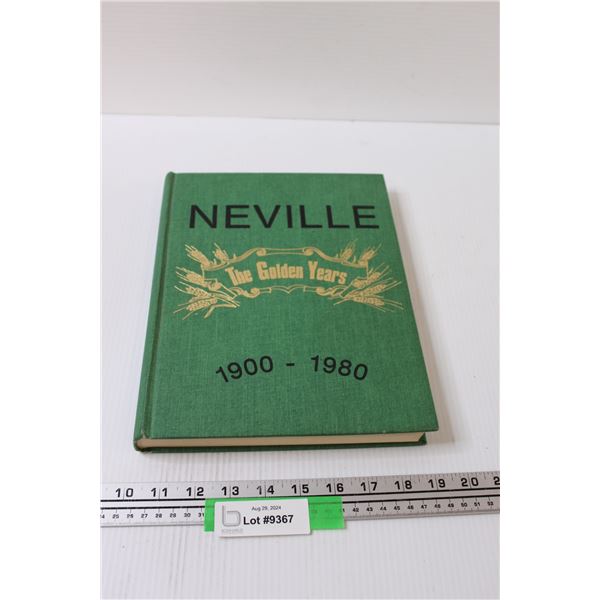 NEVILLE
The Golden Years
1900 - 1980
10 11 12 13 14 15 16 17 18 19 20
Aug 29, 2024
Lot #9367